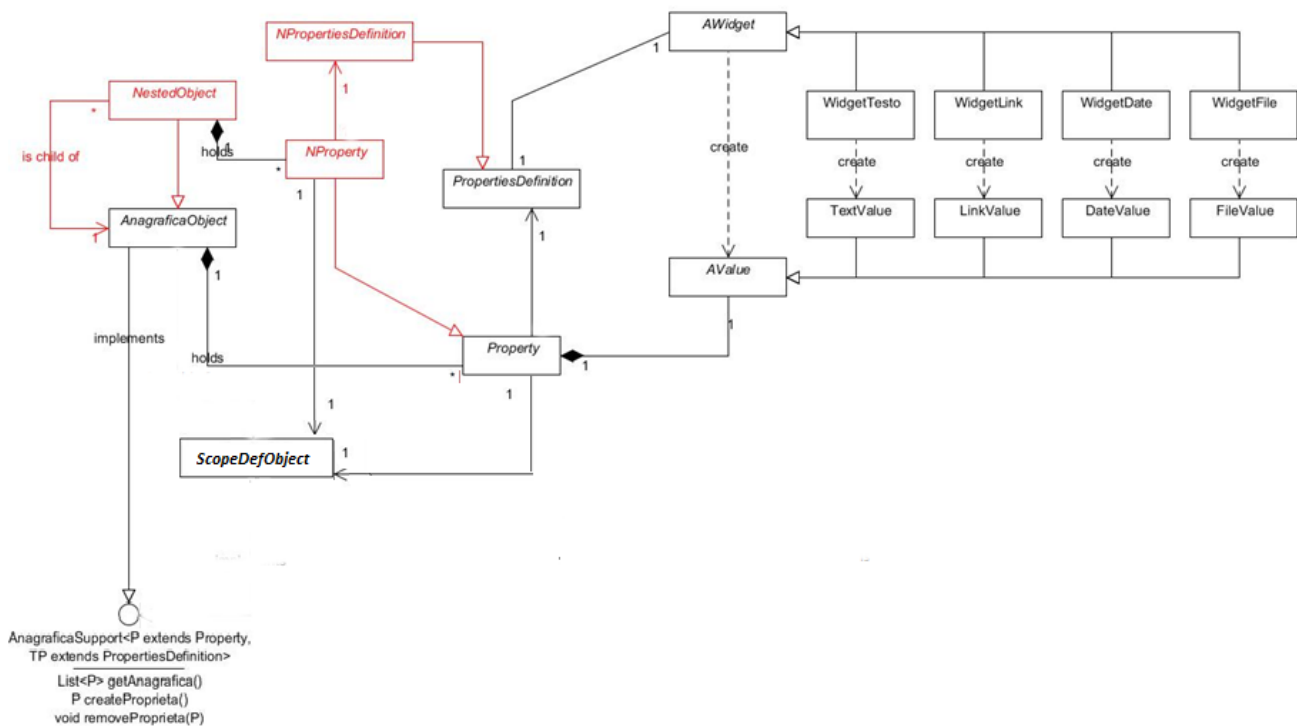 AWidget
NPropertiesDefinition
1
NestedObject
*
1
WidgetTesto
WidgetLink
WidgetDate
WidgetFile
1
holds
is child of
NProperty
*
create
create
create
create
create
1
1
PropertiesDefinition
TextValue
LinkValue
DateValue
FileValue
AnagraficaObject
1
1
1
AValue
1
implements
Property
holds
1
* |
1
1
1
ScopeDefObject
AnagraficaSupport<P extends Property,
TP extends PropertiesDefinition>
List<P> getAnagrafica()
P createProprieta()
void removeProprieta(P)